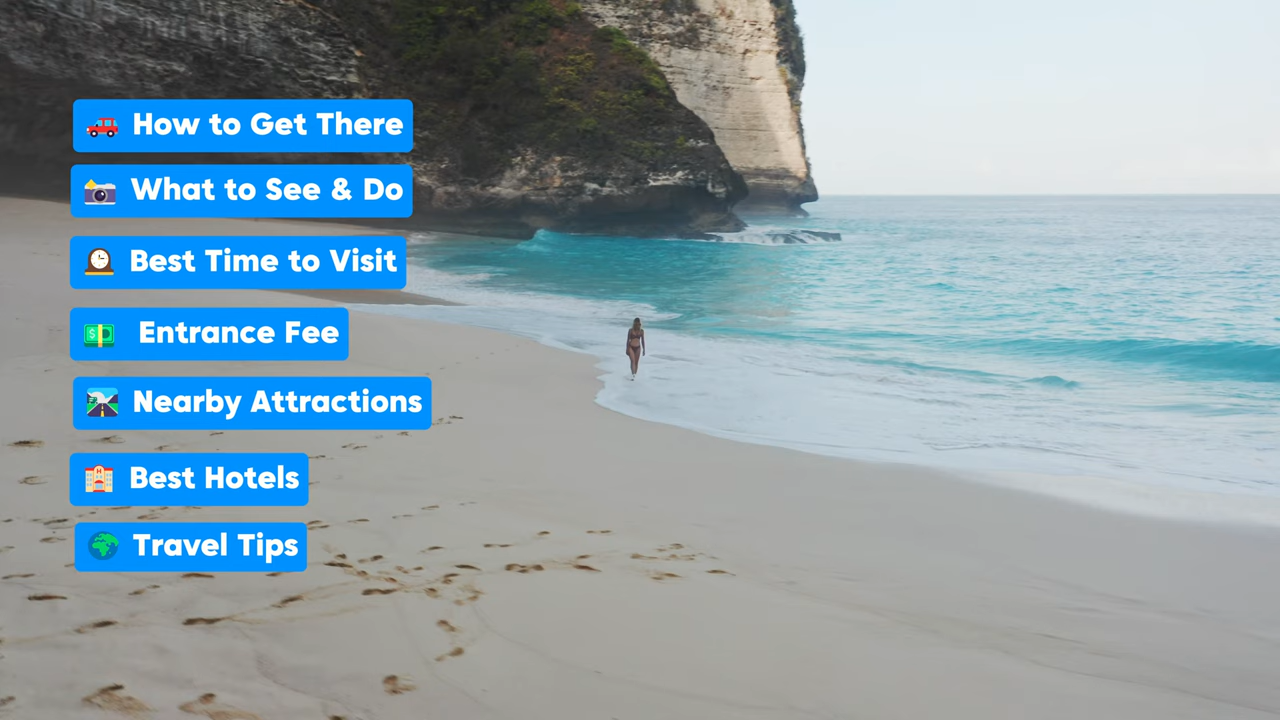 How to Get There
What to See & Do
Best Time to Visit
Entrance Fee
Nearby Attractions
Best Hotels
Travel Tips